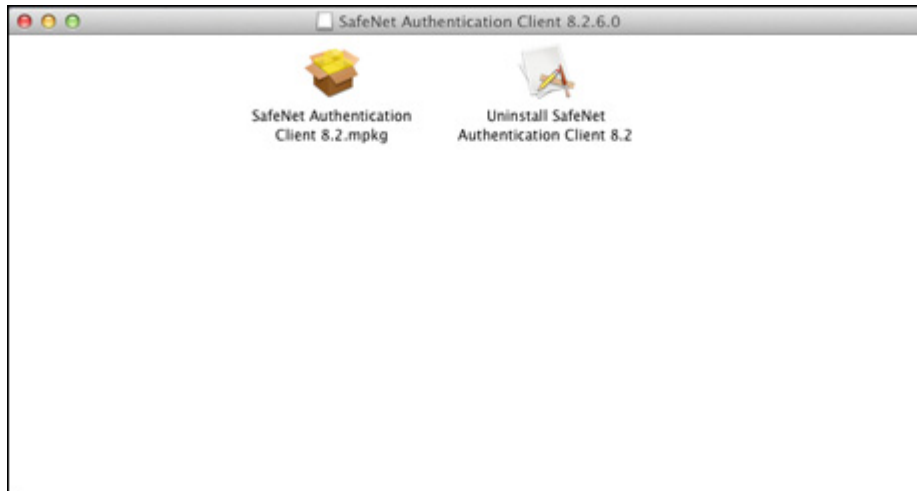 SafeNet Authentication Client 8.2.6.0
SafeNet Authentication
Client 8.2.mpkg
Uninstall SafeNet
Authentication Client 8.2